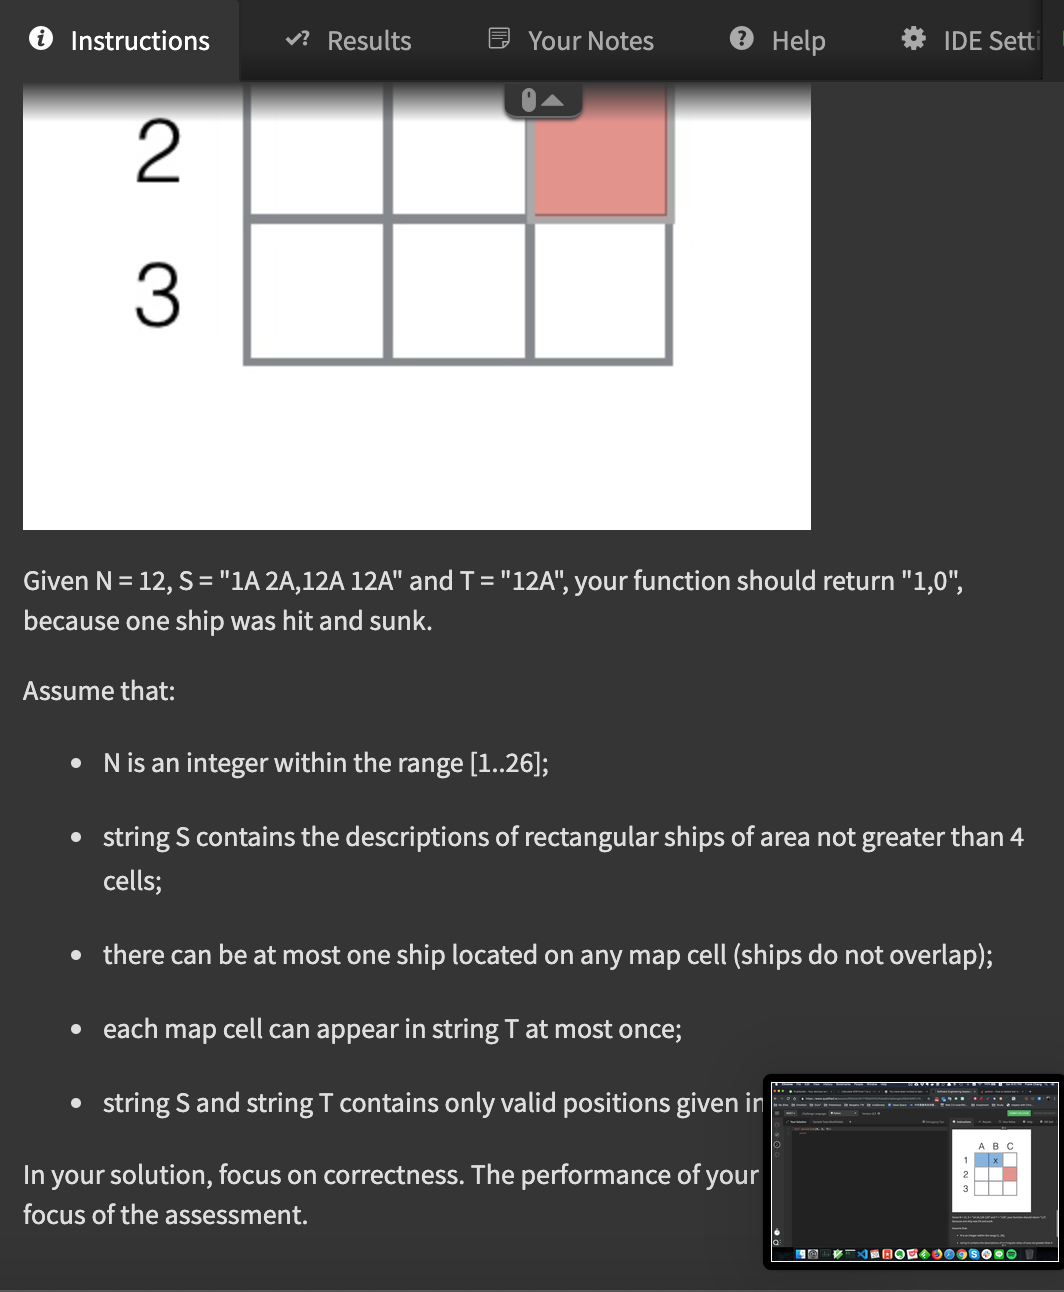 Instructions
Results
Your Notes
Help
IDE Setti
2
3
Given N = 12, S = "1A 2A,12A 12A" and T = "12A", your function should return "1,0",
because one ship was hit and sunk.
Assume that:
• N is an integer within the range [1..26];
• string S contains the descriptions of rectangular ships of area not greater than 4
cells;
• there can be at most one ship located on any map cell (ships do not overlap);
• each map cell can appear in string T at most once;
• string S and string T contains only valid positions given in
In your solution, focus on correctness. The performance of your
focus of the assessment.
A B C
1 x
2
3